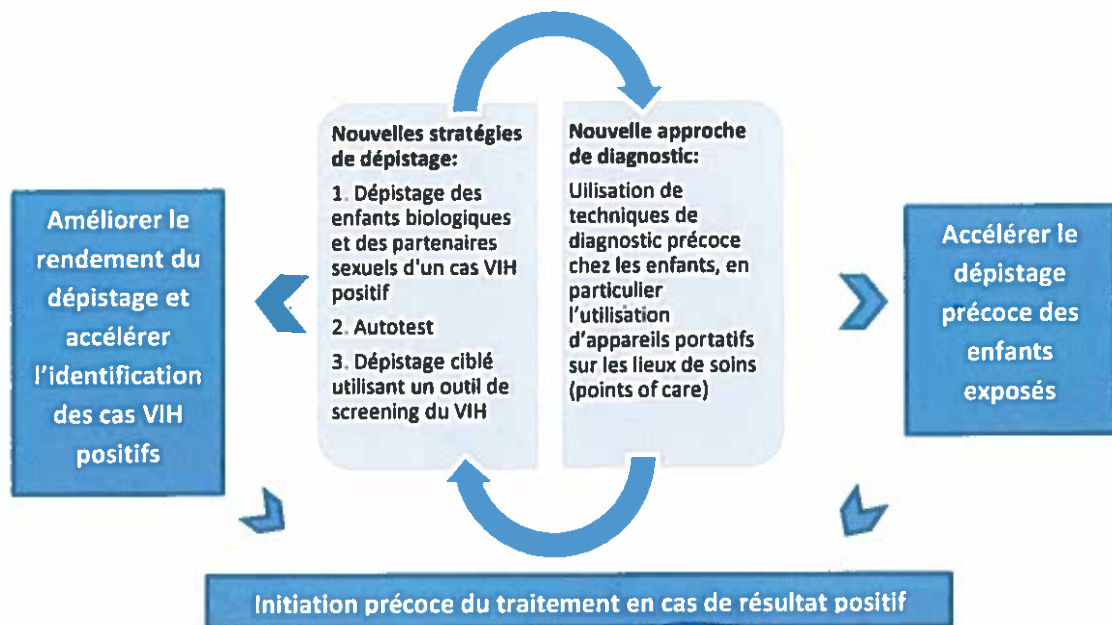 Nouvelles stratégies
de dépistage:
1. Dépistage des
enfants biologiques
et des partenaires
sexuels d'un cas VIH
positif
2. Autotest
3. Dépistage ciblé
utilisant un outil de
screening du VIH
Nouvelle approche
de diagnostic:
Uilisation de
techniques de
diagnostic précoce
chez les enfants, en
particulier
l'utilisation
d'appareils portatifs
sur les lieux de soins
(points of care)
Améliorer le
rendement du
dépistage et
accélérer
l'identification
des cas VIH
positifs
Accélérer le
dépistage
précoce des
enfants
exposés
Initiation précoce du traitement en cas de résultat positif